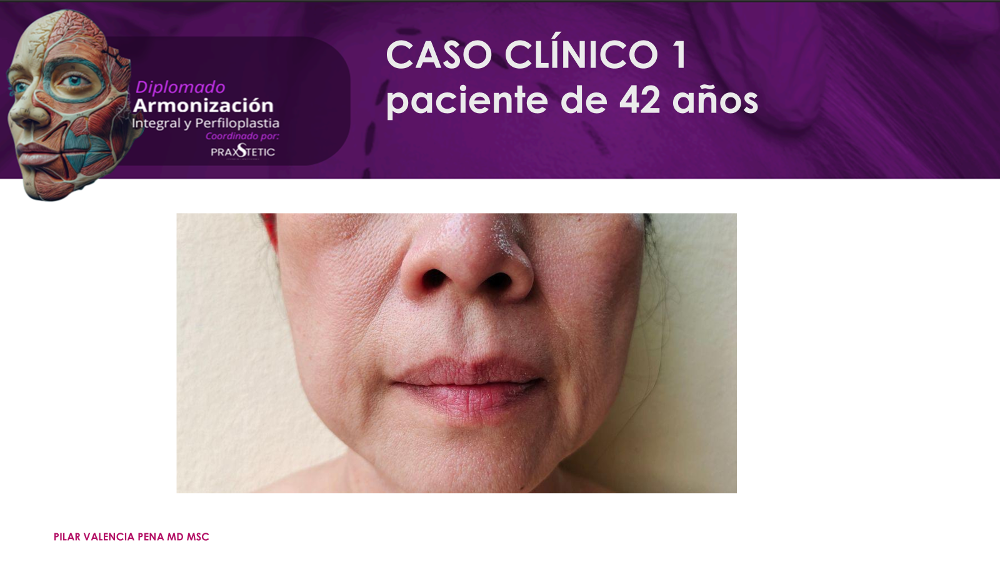 CASO CLÍNICO 1
paciente de 42 años
Diplomado
Armonización
Integral y Perfiloplastia
Coordinado por:
PRAXSTETIC
PILAR VALENCIA PENA MD MSC